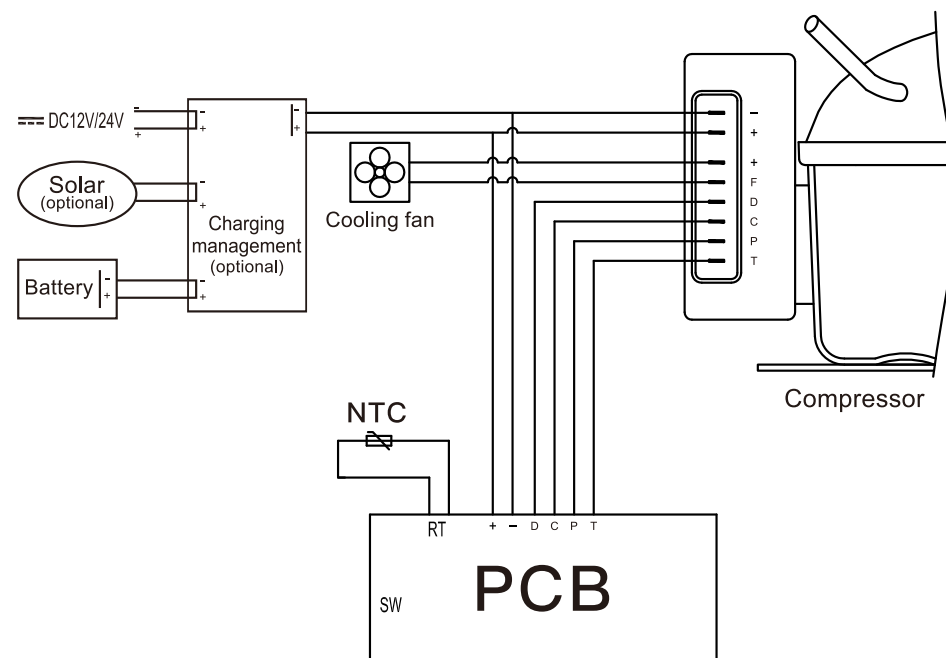 DC12V/24V
-
+
-
+
-
+
Solar
(optional)
-
+
Battery
-
+
-
+
Charging
management
(optional)
Cooling fan
-
+
+
F
D
C
P
T
Compressor
NTC
RT + - D C P T
SW
PCB